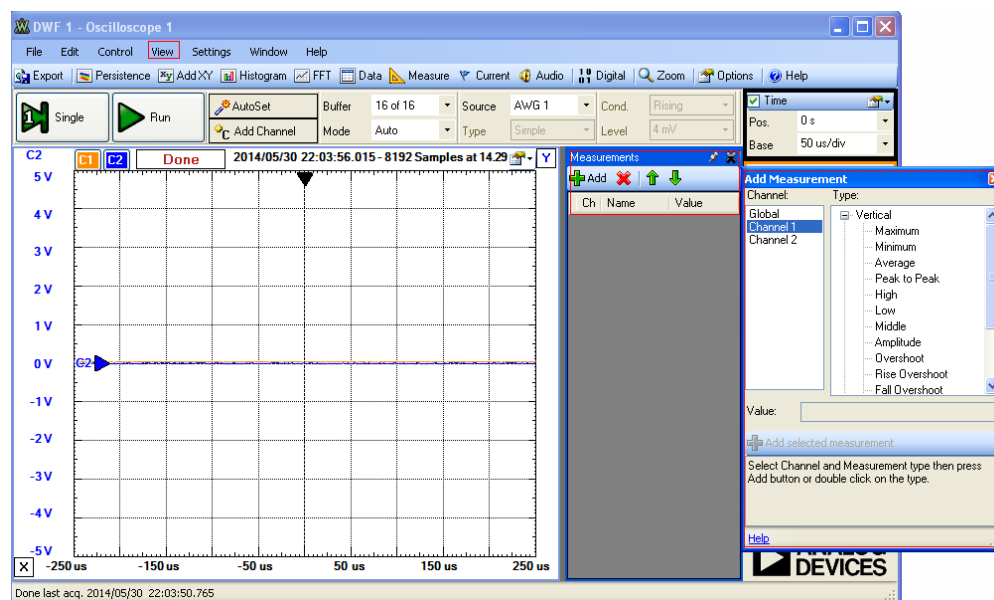 DWF 1 - Oscilloscope 1
File Edit Control View Settings Window Help
Export Persistence Add XY Histogram FFT Data Measure Current Audio Digital Zoom Options Help
Single Run AutoSet Buffer 16 of 16 Source AWG 1 Cond. Rising
Add Channel Mode Auto Type Simple Level 4 mV
Time
Pos. 0 s
Base 50 us/div
C2 C1 C2 Done 2014/05/30 22:03:56.015 - 8192 Samples at 14.29 Y
5 V
4 V
3 V
2 V
1 V
0 V
-1 V
-2 V
-3 V
-4 V
-5 V
C2
X -250 us -150 us -50 us 50 us 150 us 250 us
Measurements
Add
Ch Name Value
Add Measurement
Channel: Type:
Global
Channel 1
Channel 2
Vertical
Maximum
Minimum
Average
Peak to Peak
High
Low
Middle
Amplitude
Overshoot
Rise Overshoot
Fall Overshoot
Value:
Add selected measurement
Select Channel and Measurement type then press
Add button or double click on the type.
Help
ANALOG
DEVICES
Done last acq. 2014/05/30 22:03:50.765